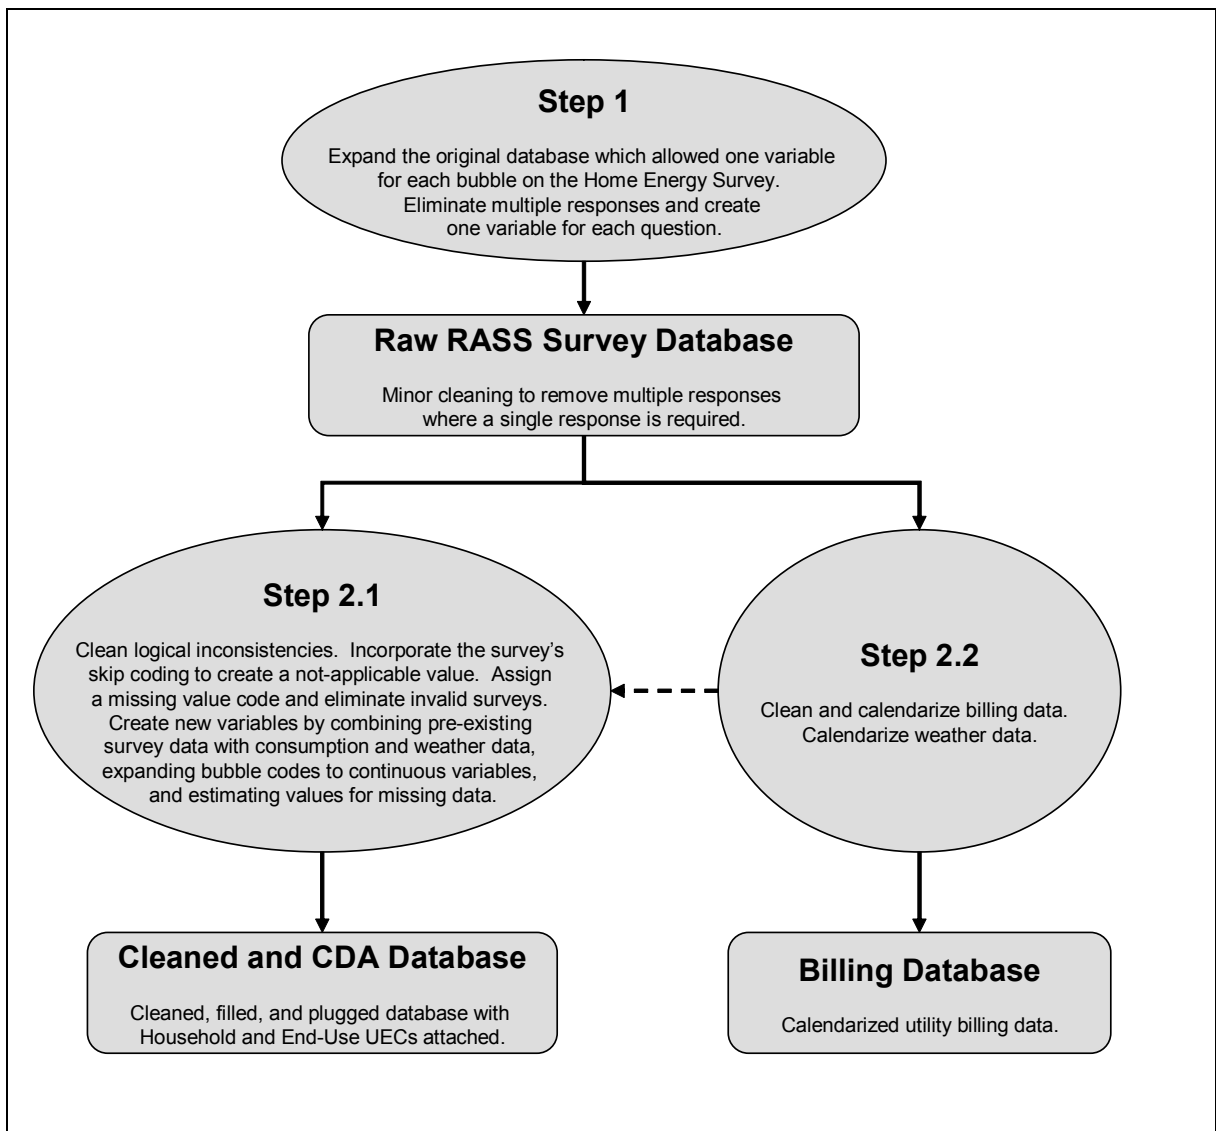 Step 1
Expand the original database which allowed one variable
for each bubble on the Home Energy Survey.
Eliminate multiple responses and create
one variable for each question.
Raw RASS Survey Database
Minor cleaning to remove multiple responses
where a single response is required.
Step 2.1
Clean logical inconsistencies.  Incorporate the survey’s
skip coding to create a not-applicable value.  Assign
a missing value code and eliminate invalid surveys.
Create new variables by combining pre-existing
survey data with consumption and weather data,
expanding bubble codes to continuous variables,
and estimating values for missing data.
Step 2.2
Clean and calendarize billing data.
Calendarize weather data.
Cleaned and CDA Database
Cleaned, filled, and plugged database with
Household and End-Use UECs attached.
Billing Database
Calendarized utility billing data.